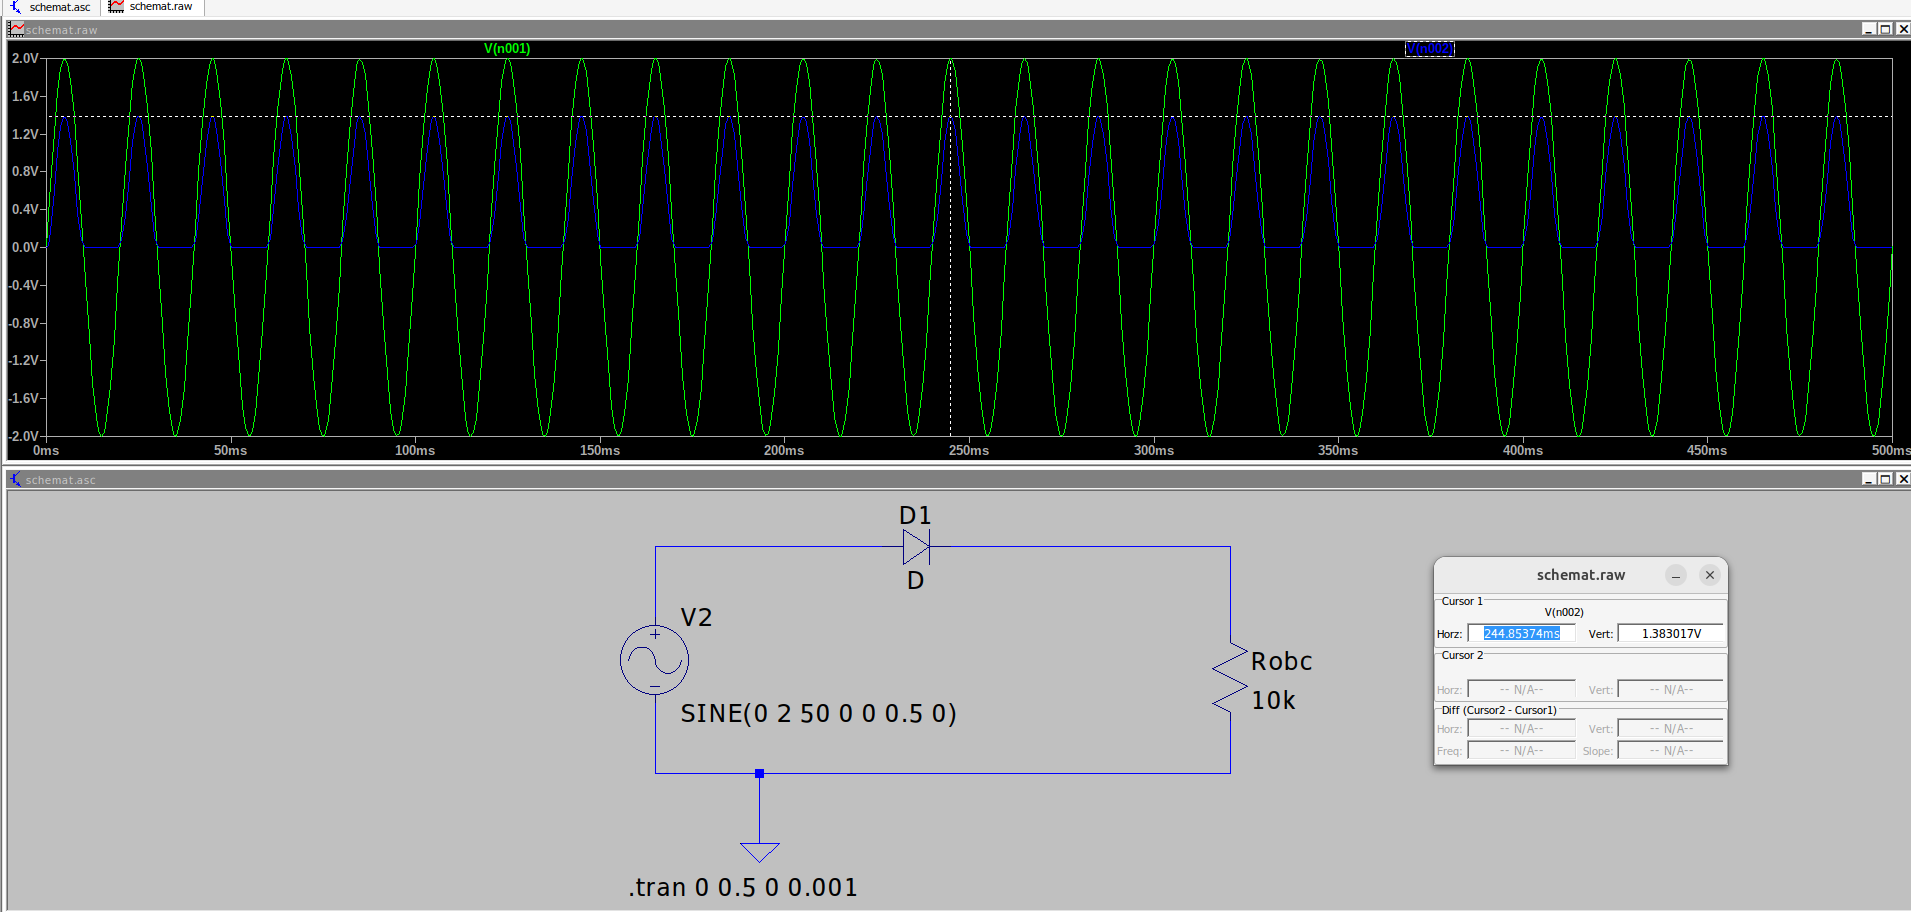 schemat.asc
schemat.raw
schemat.raw
V(n001)
V(n002)
2.0V
1.6V
1.2V
0.8V
0.4V
0.0V
-0.4V
-0.8V
-1.2V
-1.6V
-2.0V
0ms
50ms
100ms
150ms
200ms
250ms
300ms
350ms
400ms
450ms
500ms
schemat.asc
D1
D
V2
SINE(0 2 50 0 0 0.5 0)
Robc
10k
.tran 0 0.5 0 0.001
schemat.raw
Cursor 1
V(n002)
Horz: 244.85374ms Vert: 1.383017V
Cursor 2
Horz: -- N/A-- Vert: -- N/A--
Diff (Cursor2 - Cursor1)
Horz: -- N/A-- Vert: -- N/A--
Freq: -- N/A-- Slope: -- N/A--